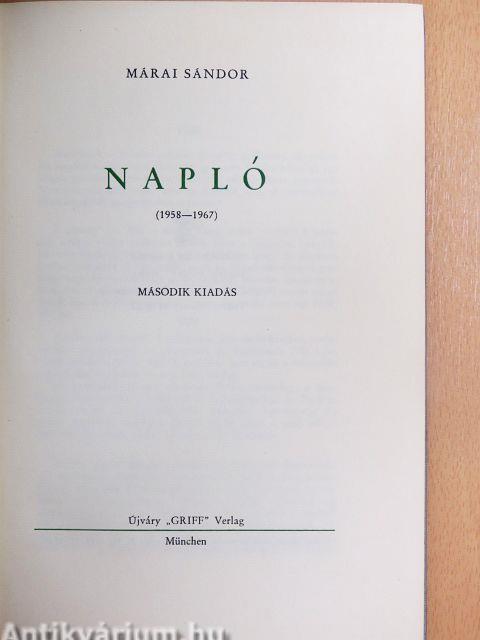 MÁRAI SÁNDOR
NAPLÓ
(1958—1967)
MÁSODIK KIADÁS
Újváry „GRIFF” Verlag
München
Antikvárium.hu